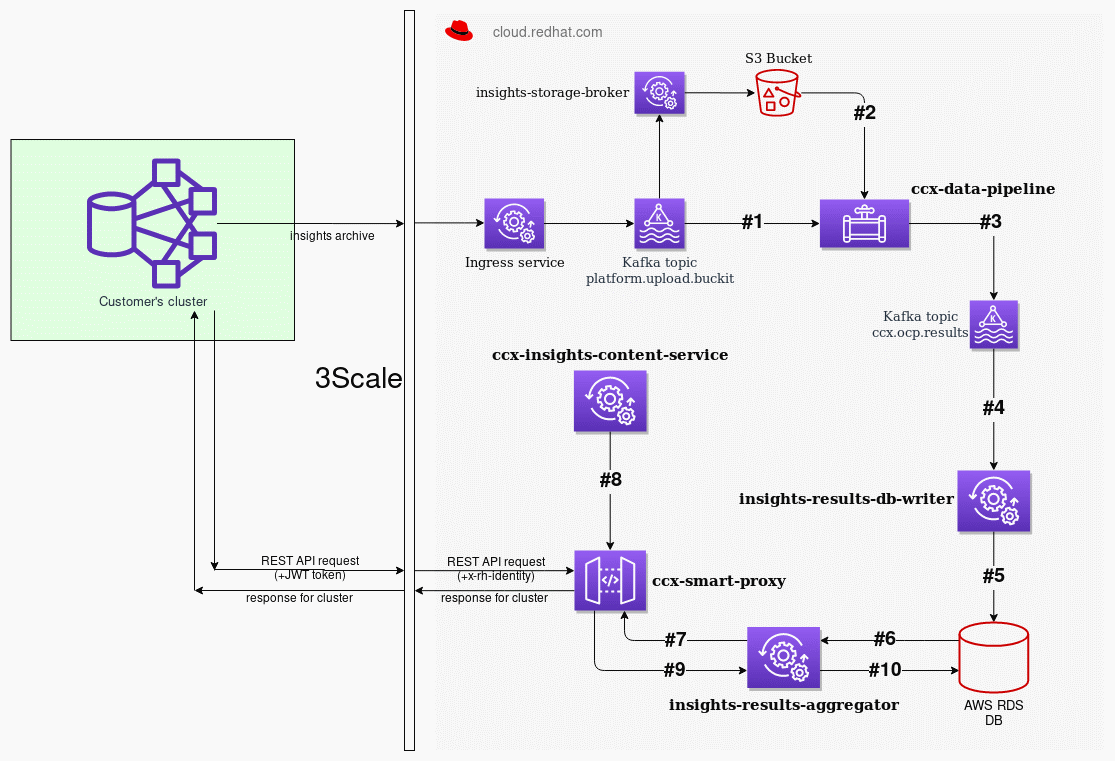 cloud.redhat.com
S3 Bucket
insights-storage-broker
#2
ccx-data-pipeline
#1
#3
insights archive
Ingress service
Kafka topic
platform.upload.buckit
Customer's cluster
Kafka topic
ccx.ocp.results
3Scale
ccx-insights-content-service
#4
#8
insights-results-db-writer
REST API request
(+JWT token)
response for cluster
REST API request
(+x-rh-identity)
response for cluster
ccx-smart-proxy
#5
#7
#6
#9
#10
insights-results-aggregator
AWS RDS
DB